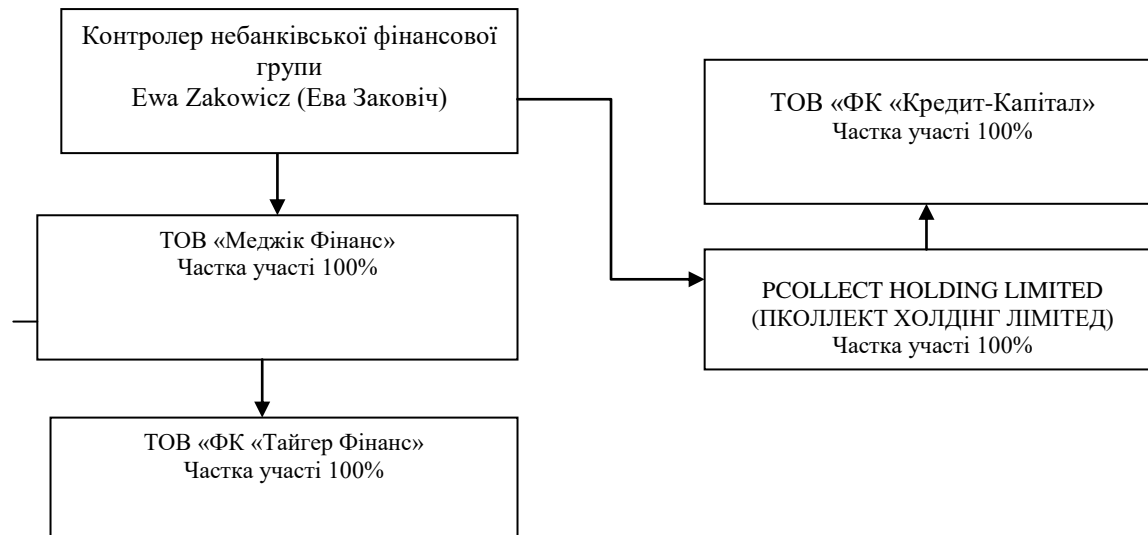 Контролер небанківської фінансової
групи
Ewa Zakowicz (Ева Заковіч)
ТОВ «ФК «Кредит-Капітал»
Частка участі 100%
ТОВ «Меджік Фінанс»
Частка участі 100%
PCOLLECT HOLDING LIMITED
(ПКОЛЛЕКТ ХОЛДІНГ ЛІМІТЕД)
Частка участі 100%
ТОВ «ФК «Тайгер Фінанс»
Частка участі 100%